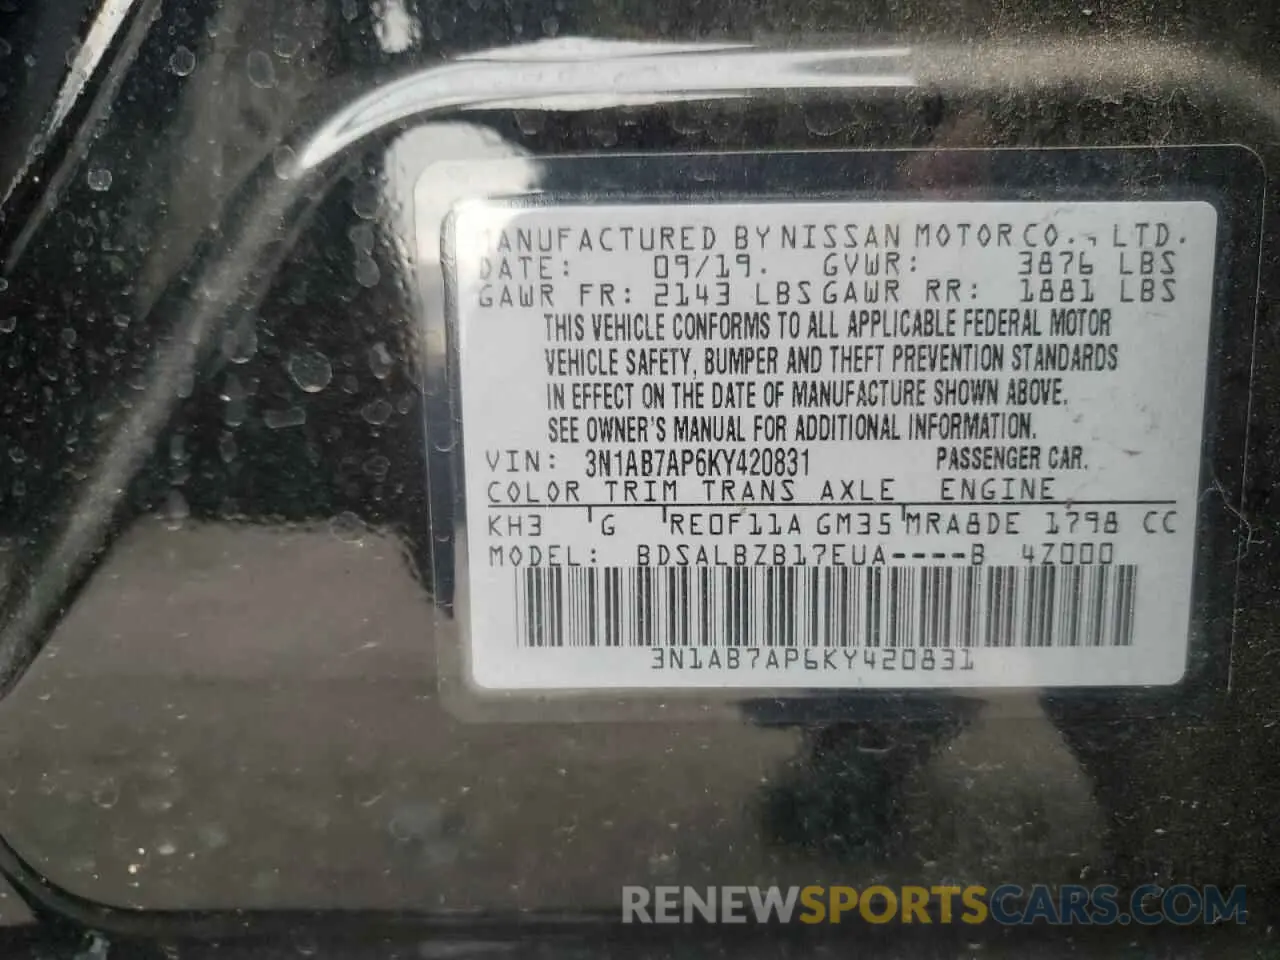 MANUFACTURED BY NISSAN MOTOR CO., LTD.
DATE: 09/19. GVWR: 3876 LBS
GAWR FR: 2143 LBS GAWR RR: 1881 LBS
THIS VEHICLE CONFORMS TO ALL APPLICABLE FEDERAL MOTOR
VEHICLE SAFETY, BUMPER AND THEFT PREVENTION STANDARDS
IN EFFECT ON THE DATE OF MANUFACTURE SHOWN ABOVE.
SEE OWNER'S MANUAL FOR ADDITIONAL INFORMATION.
VIN: 3N1AB7AP6KY420831 PASSENGER CAR.
COLOR TRIM TRANS AXLE ENGINE
KH3 G RE0F11A GM35 MRA8DE 1798 CC
MODEL: BDSALBZB17EUA----B 4Z000
3N1AB7AP6KY420831
RENEWSPORTSCARS.COM